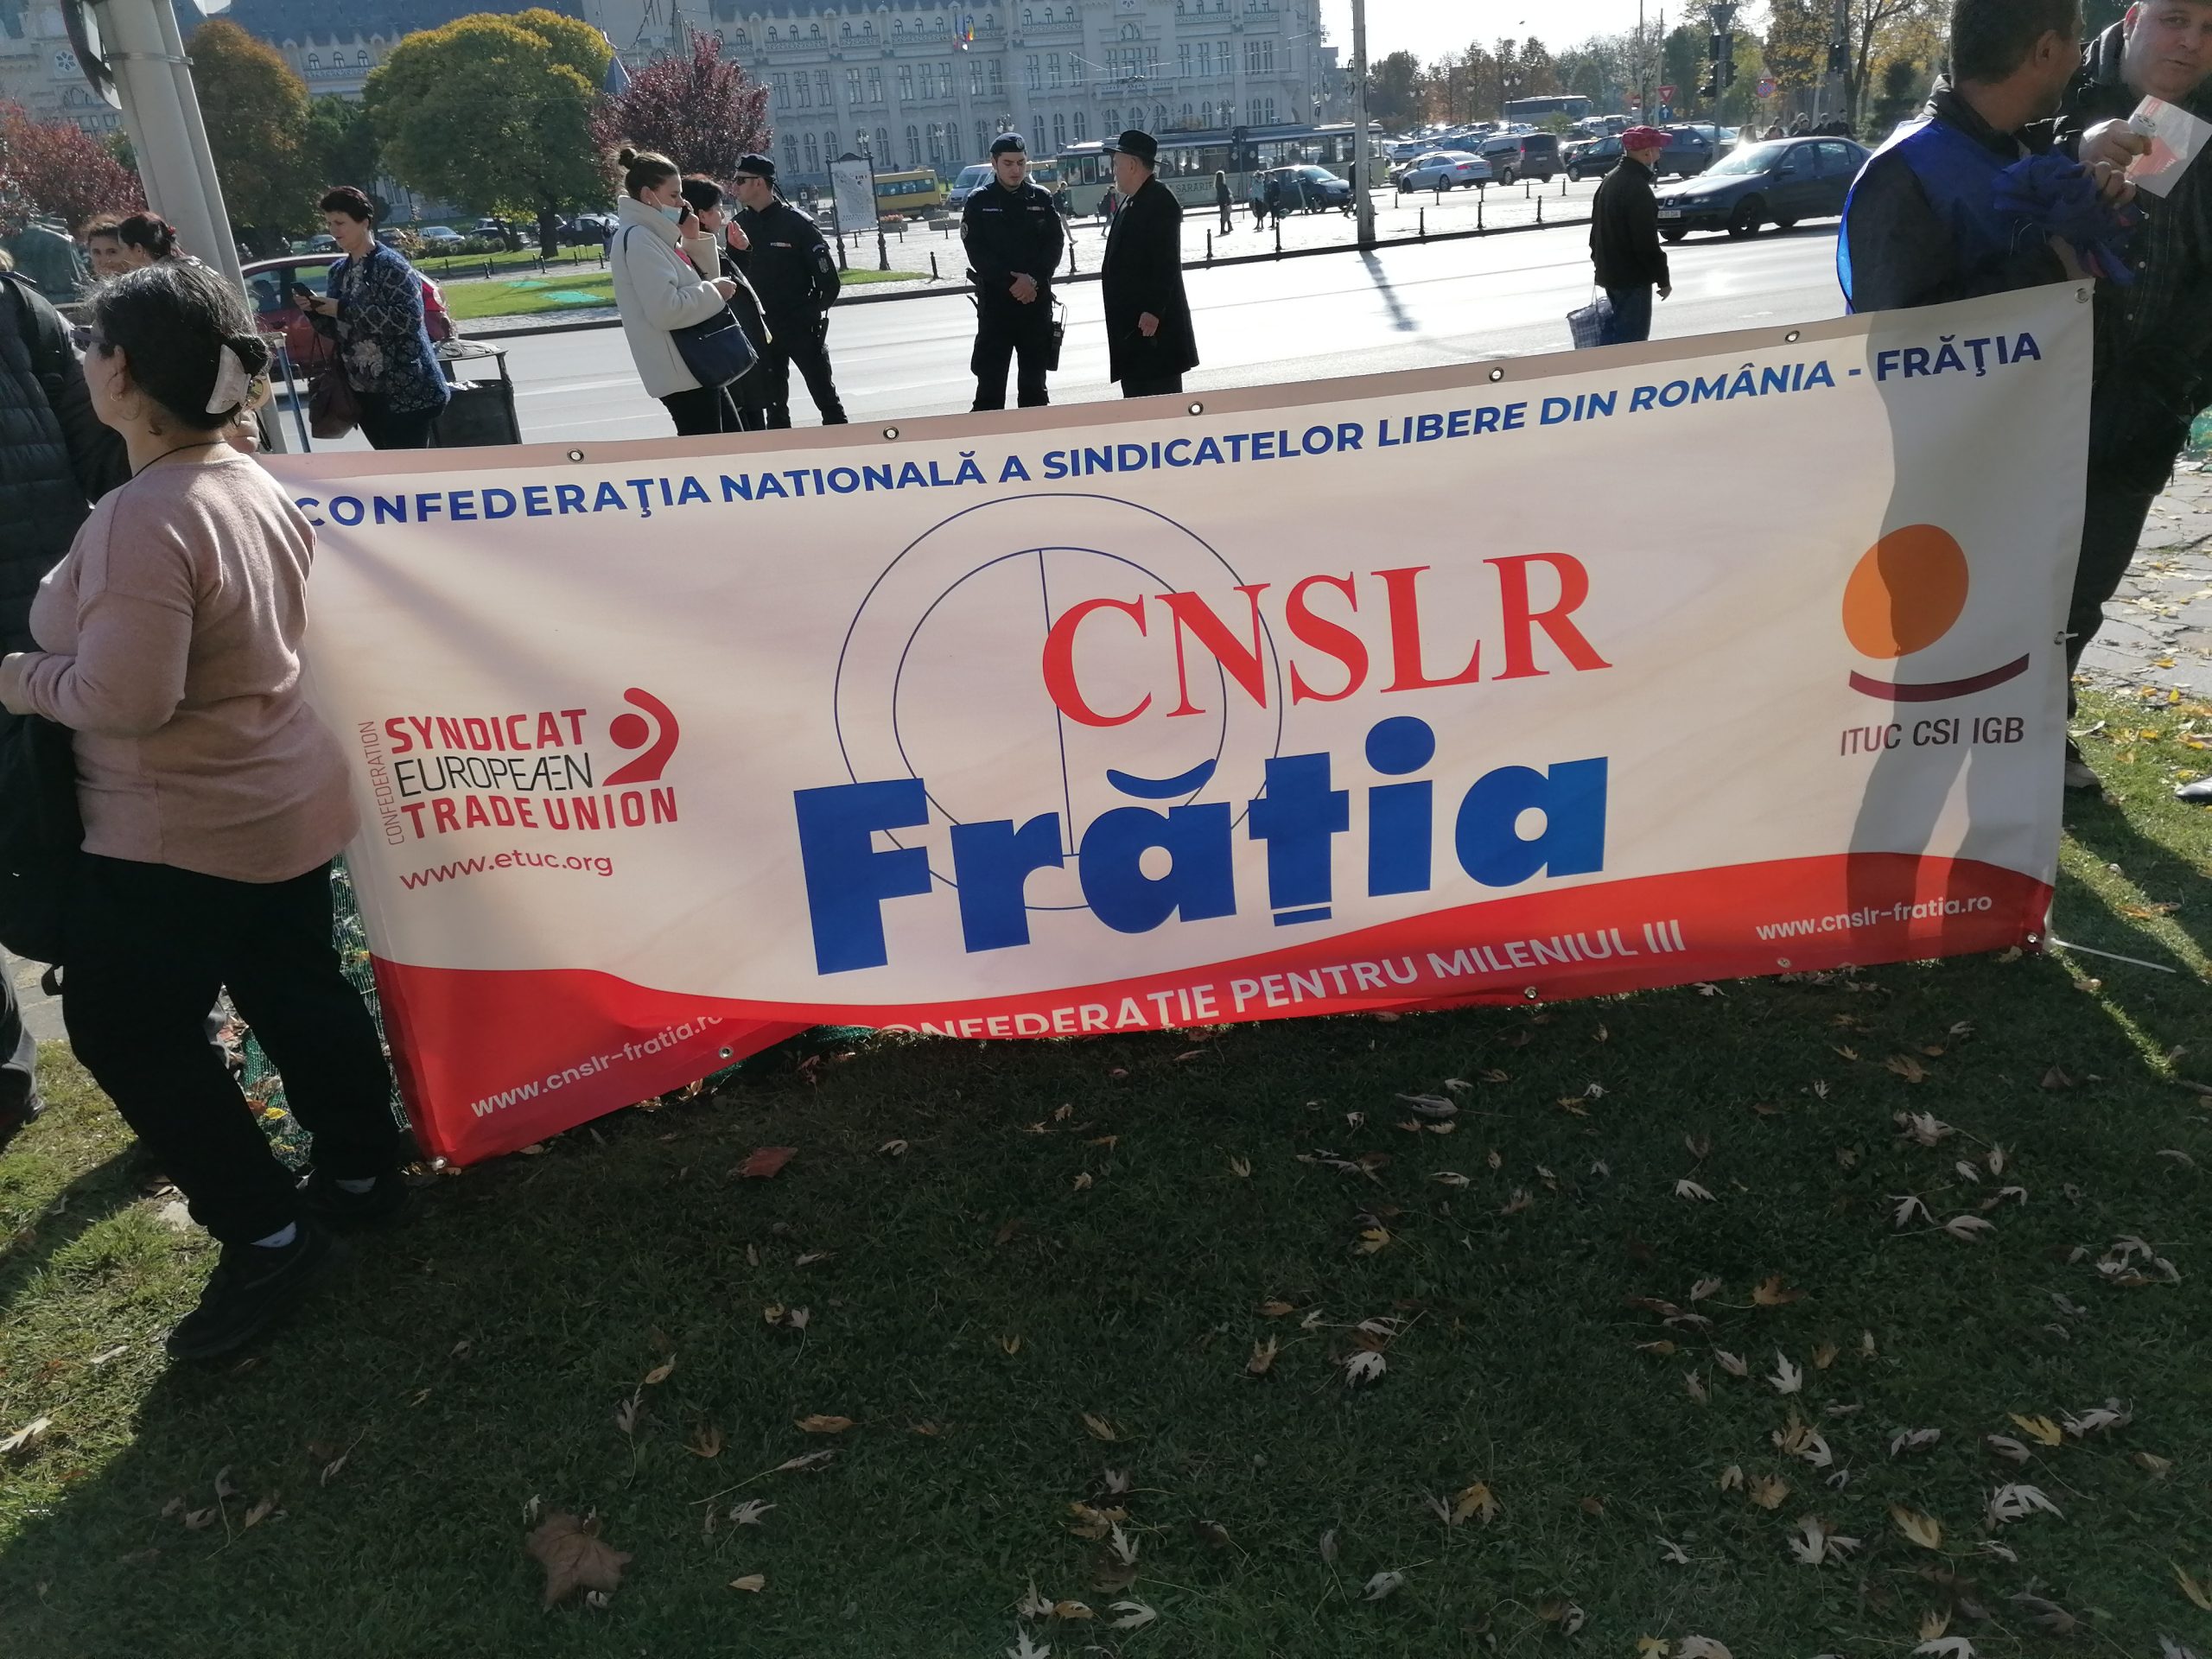 CONFEDERAŢIA NATIONALĂ A SINDICATELOR LIBERE DIN ROMÂNIA - FRĂŢIA
CNSLR
Frăţia
CONFEDERATION
SYNDICAT
EUROPEÆN
TRADE UNION
www.etuc.org
ITUC CSI IGB
CONFEDERAŢIE PENTRU MILENIUL III
www.cnslr-fratia.ro
www.cnslr-fratia.ro